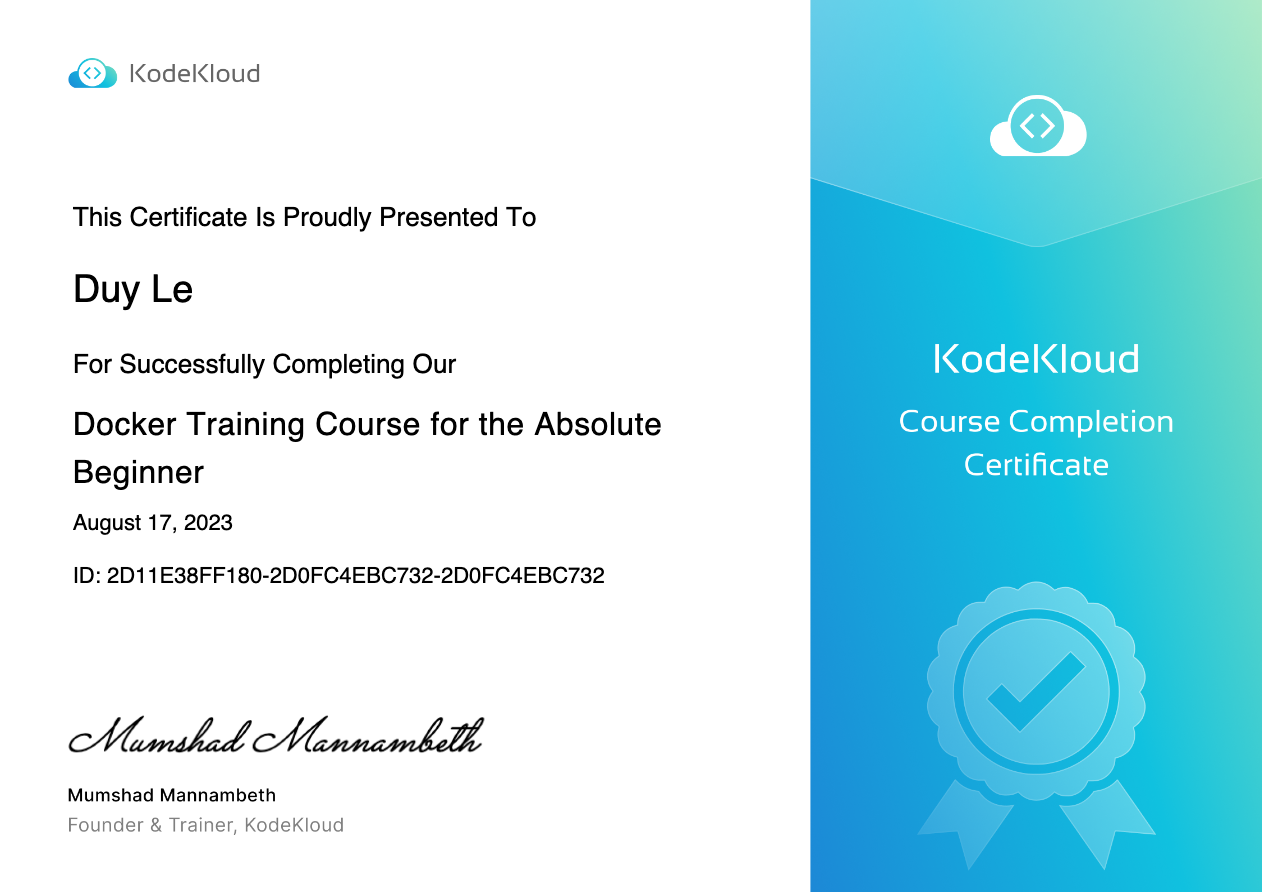 KodeKloud
This Certificate Is Proudly Presented To
Duy Le
For Successfully Completing Our
Docker Training Course for the Absolute
Beginner
August 17, 2023
ID: 2D11E38FF180-2D0FC4EBC732-2D0FC4EBC732
Mumshad Mannambeth
Mumshad Mannambeth
Founder & Trainer, KodeKloud
KodeKloud
Course Completion
Certificate